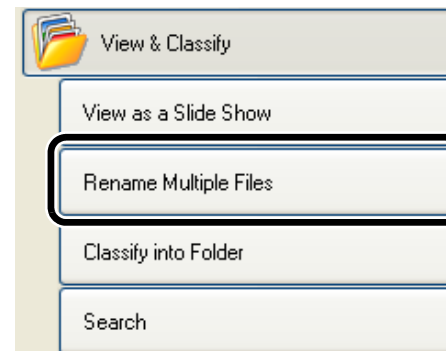 View & Classify
View as a Slide Show
Rename Multiple Files
Classify into Folder
Search